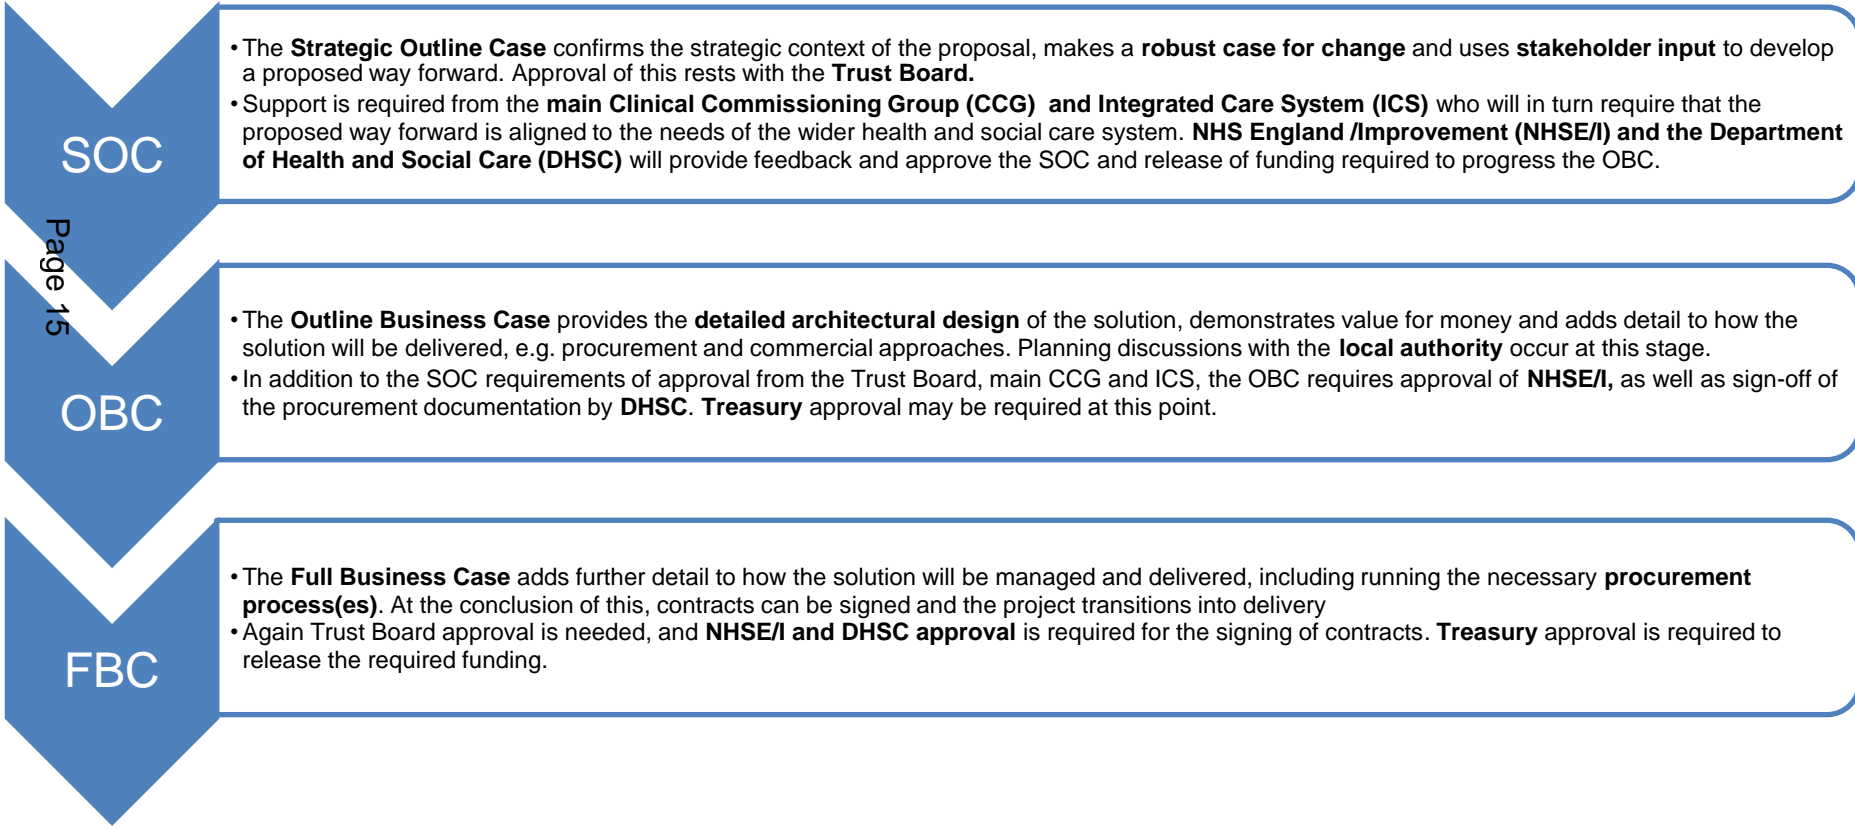 SOC
•The Strategic Outline Case confirms the strategic context of the proposal, makes a robust case for change and uses stakeholder input to develop
a proposed way forward. Approval of this rests with the Trust Board.
•Support is required from the main Clinical Commissioning Group (CCG)  and Integrated Care System (ICS) who will in turn require that the
proposed way forward is aligned to the needs of the wider health and social care system. NHS England /Improvement (NHSE/I) and the Department
of Health and Social Care (DHSC) will provide feedback and approve the SOC and release of funding required to progress the OBC.
Page 15
OBC
•The Outline Business Case provides the detailed architectural design of the solution, demonstrates value for money and adds detail to how the
solution will be delivered, e.g. procurement and commercial approaches. Planning discussions with the local authority occur at this stage.
•In addition to the SOC requirements of approval from the Trust Board, main CCG and ICS, the OBC requires approval of NHSE/I, as well as sign-off of
the procurement documentation by DHSC. Treasury approval may be required at this point.
FBC
•The Full Business Case adds further detail to how the solution will be managed and delivered, including running the necessary procurement
process(es). At the conclusion of this, contracts can be signed and the project transitions into delivery
•Again Trust Board approval is needed, and NHSE/I and DHSC approval is required for the signing of contracts. Treasury approval is required to
release the required funding.